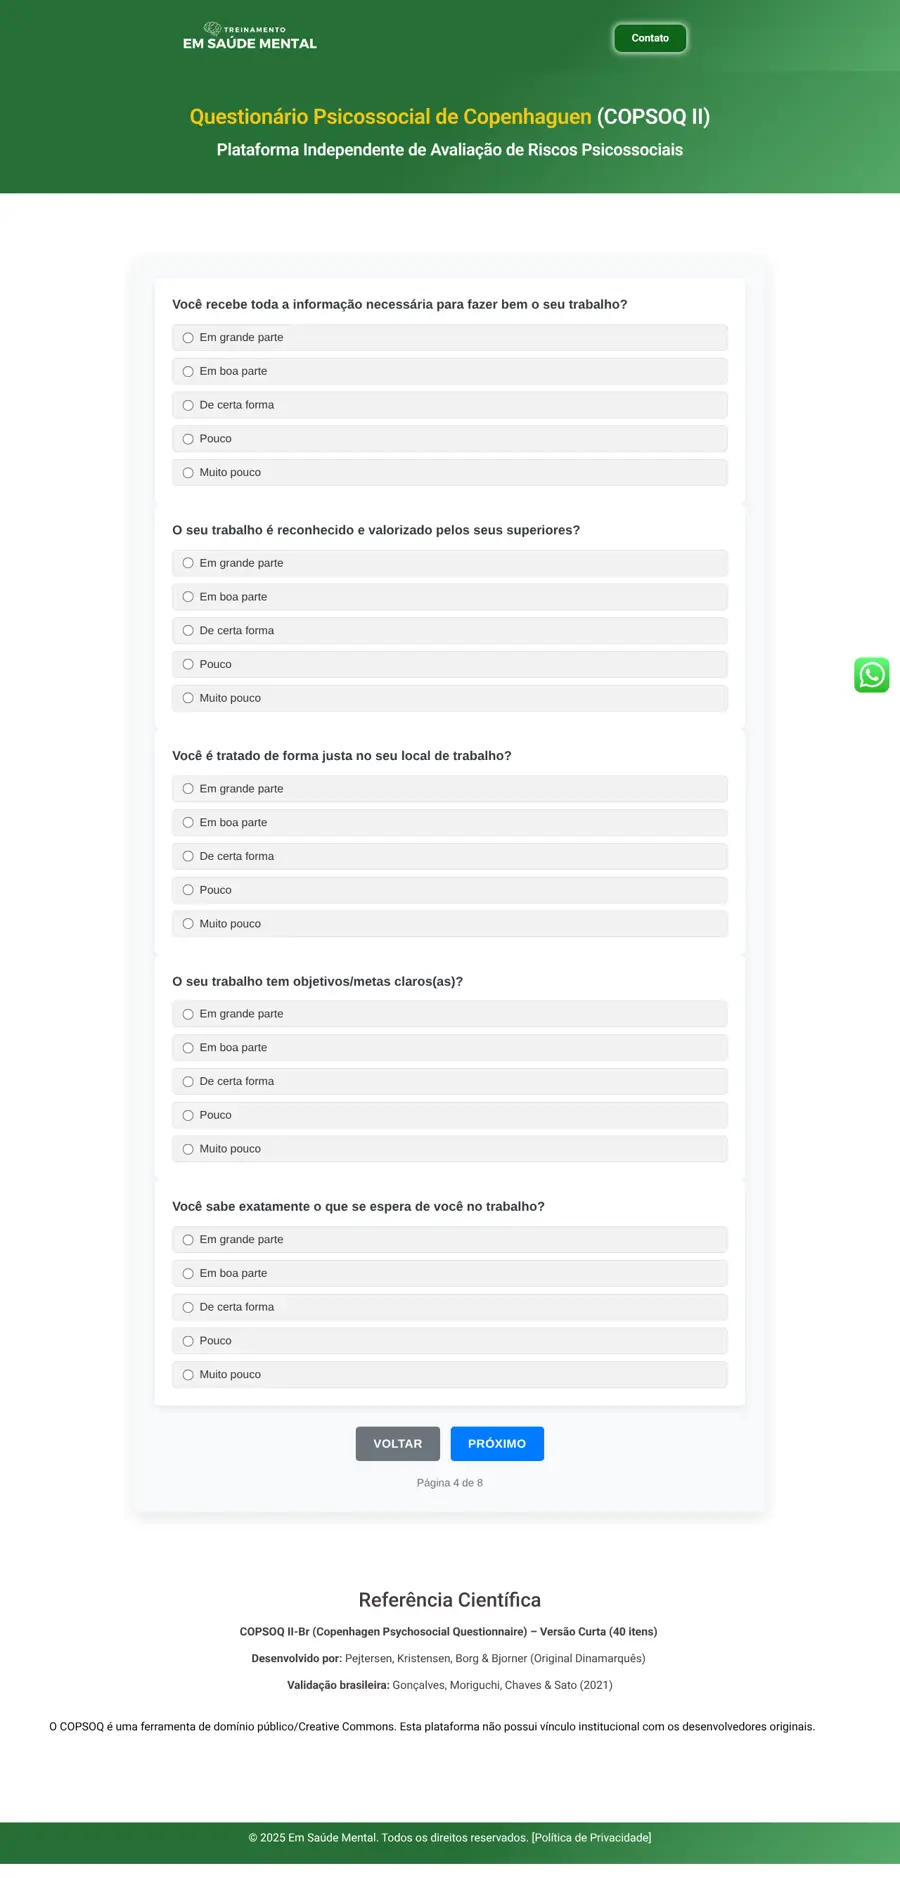 TREINAMENTO
EM SAÚDE MENTAL
Contato
Questionário Psicossocial de Copenhaguen (COPSOQ II)
Plataforma Independente de Avaliação de Riscos Psicossociais
Você recebe toda a informação necessária para fazer bem o seu trabalho?
Em grande parte
Em boa parte
De certa forma
Pouco
Muito pouco
O seu trabalho é reconhecido e valorizado pelos seus superiores?
Em grande parte
Em boa parte
De certa forma
Pouco
Muito pouco
Você é tratado de forma justa no seu local de trabalho?
Em grande parte
Em boa parte
De certa forma
Pouco
Muito pouco
O seu trabalho tem objetivos/metas claros(as)?
Em grande parte
Em boa parte
De certa forma
Pouco
Muito pouco
Você sabe exatamente o que se espera de você no trabalho?
Em grande parte
Em boa parte
De certa forma
Pouco
Muito pouco
VOLTAR PRÓXIMO
Página 4 de 8
Referência Científica
COPSOQ II-Br (Copenhagen Psychosocial Questionnaire) – Versão Curta (40 itens)
Desenvolvido por: Pejtersen, Kristensen, Borg & Bjorner (Original Dinamarquês)
Validação brasileira: Gonçalves, Moriguchi, Chaves & Sato (2021)
O COPSOQ é uma ferramenta de domínio público/Creative Commons. Esta plataforma não possui vínculo institucional com os desenvolvedores originais.
© 2025 Em Saúde Mental. Todos os direitos reservados. [Política de Privacidade]